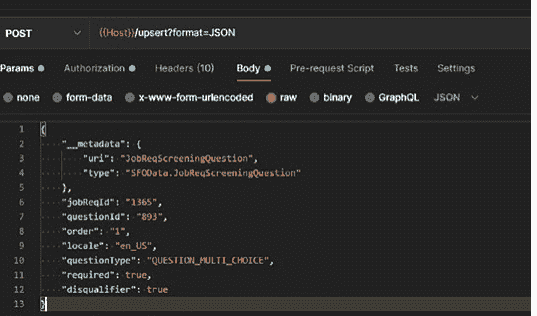 POST {{Host}}/upsert?format=JSON
Params Authorization Headers (10) Body Pre-request Script Tests Settings
none form-data x-www-form-urlencoded raw binary GraphQL JSON
1 {
2 "__metadata": {
3 "uri": "JobReqScreeningQuestion",
4 "type": "SFOData.JobReqScreeningQuestion"
5 },
6 "jobReqId": "1365",
7 "questionId": "893",
8 "order": "1",
9 "locale": "en_US",
10 "questionType": "QUESTION_MULTI_CHOICE",
11 "required": true,
12 "disqualifier": true
13 }